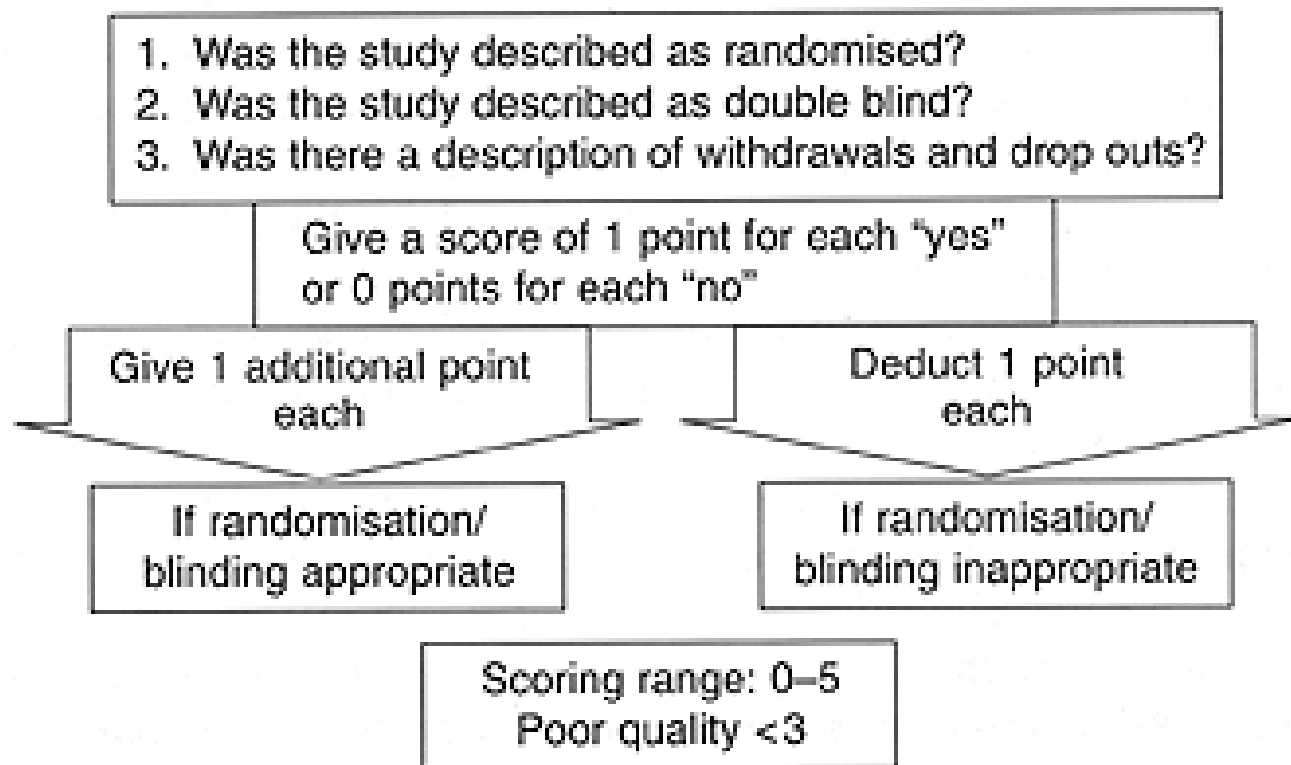 1. Was the study described as randomised?
2. Was the study described as double blind?
3. Was there a description of withdrawals and drop outs?
Give a score of 1 point for each “yes”
or 0 points for each “no”
Give 1 additional point
each
Deduct 1 point
each
If randomisation/
blinding appropriate
If randomisation/
blinding inappropriate
Scoring range: 0–5
Poor quality <3